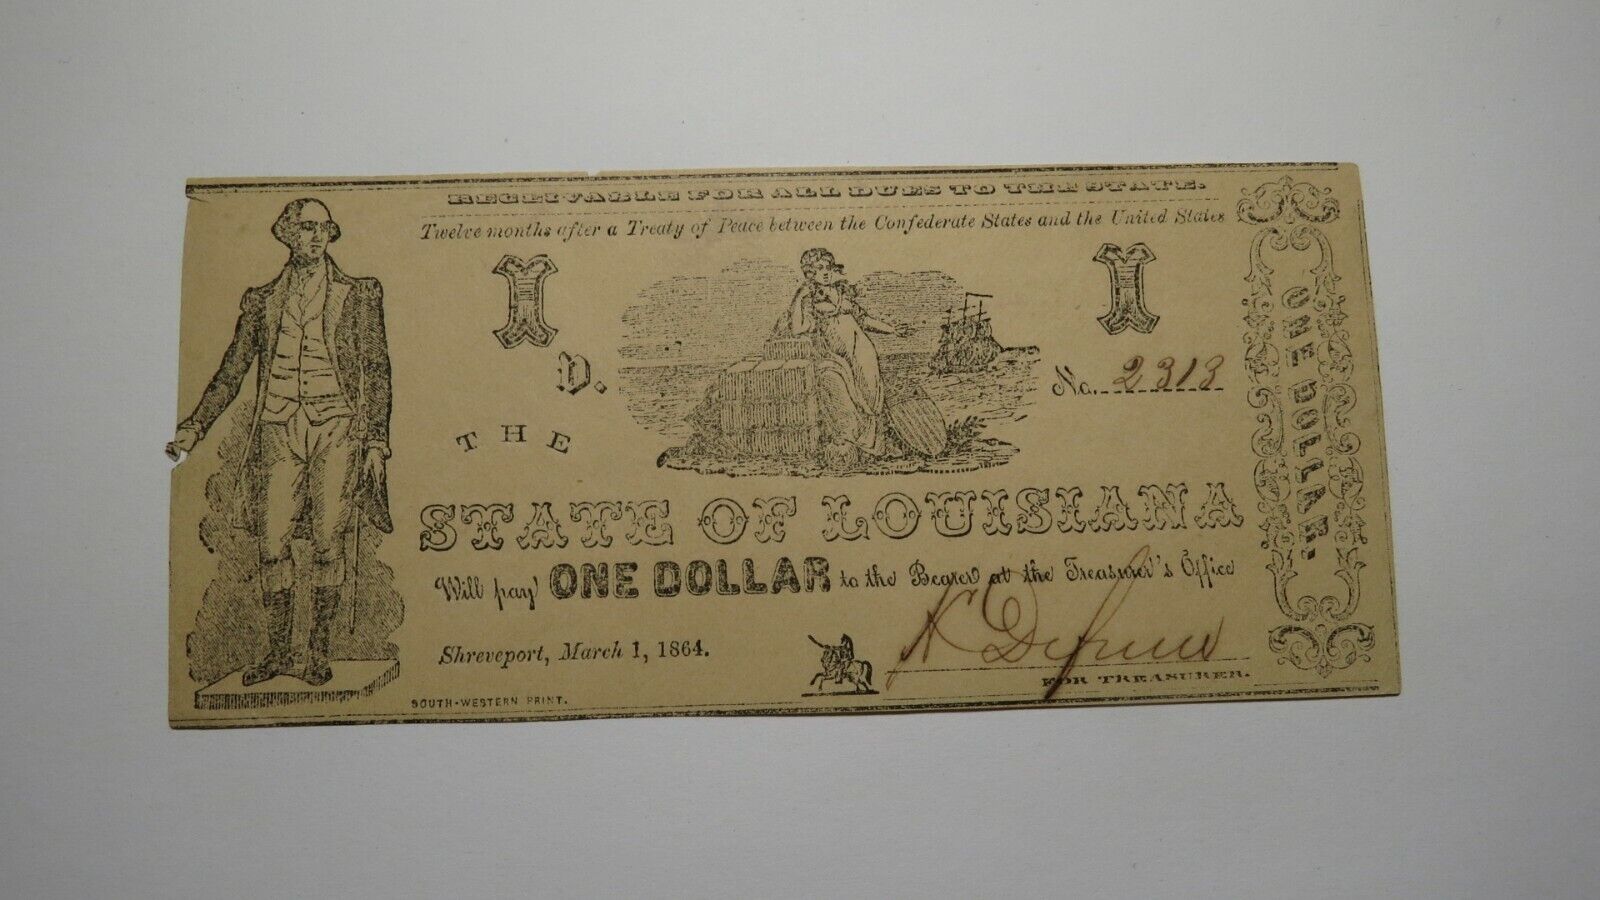 RECEIVABLE FOR ALL DUES TO THE STATE.
Twelve months after a Treaty of Peace between the Confederate States and the United States
I I
D.
No. 2313
THE
STATE OF LOUISIANA
Will pay ONE DOLLAR to the Bearer at the Treasurer's Office
Shreveport, March 1, 1864.
FOR TREASURER.
SOUTH-WESTERN PRINT.
ONE DOLLAR.